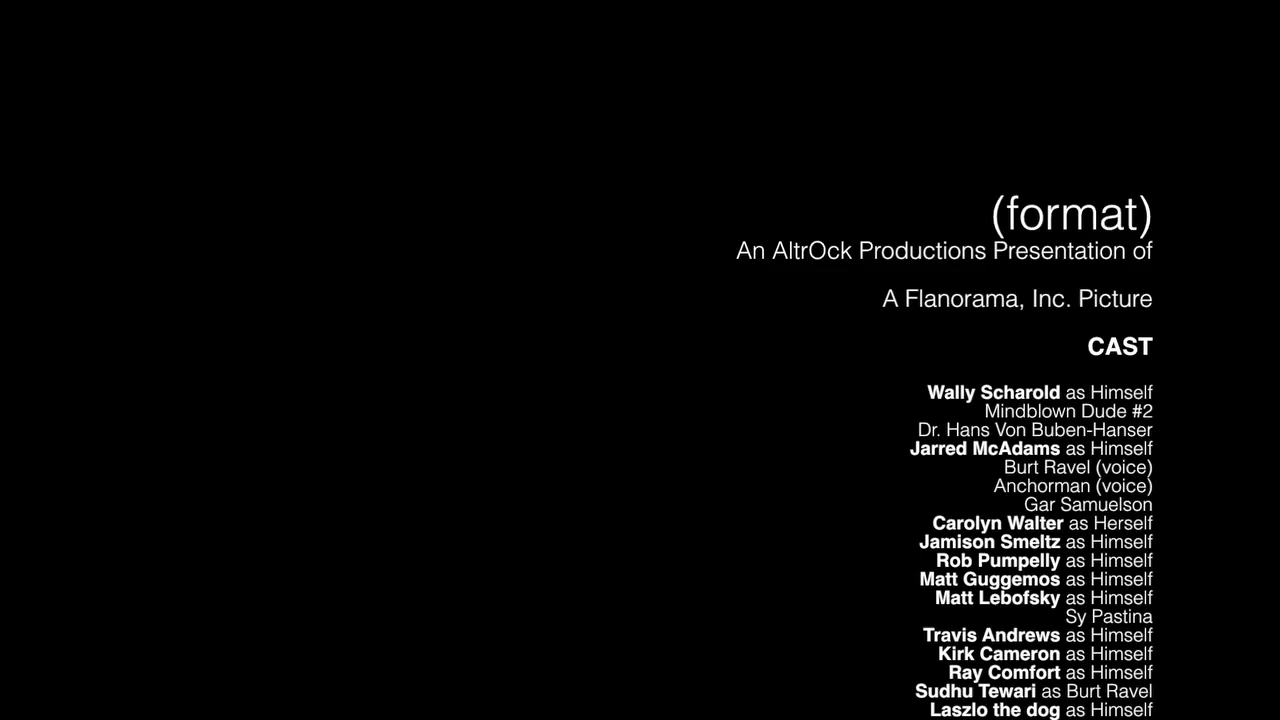 (format)
An AltrOck Productions Presentation of
A Flanorama, Inc. Picture
CAST
Wally Scharold as Himself
Mindblown Dude #2
Dr. Hans Von Buben-Hanser
Jarred McAdams as Himself
Burt Ravel (voice)
Anchorman (voice)
Gar Samuelson
Carolyn Walter as Herself
Jamison Smeltz as Himself
Rob Pumpelly as Himself
Matt Guggemos as Himself
Matt Lebofsky as Himself
Sy Pastina
Travis Andrews as Himself
Kirk Cameron as Himself
Ray Comfort as Himself
Sudhu Tewari as Burt Ravel
Laszlo the dog as Himself